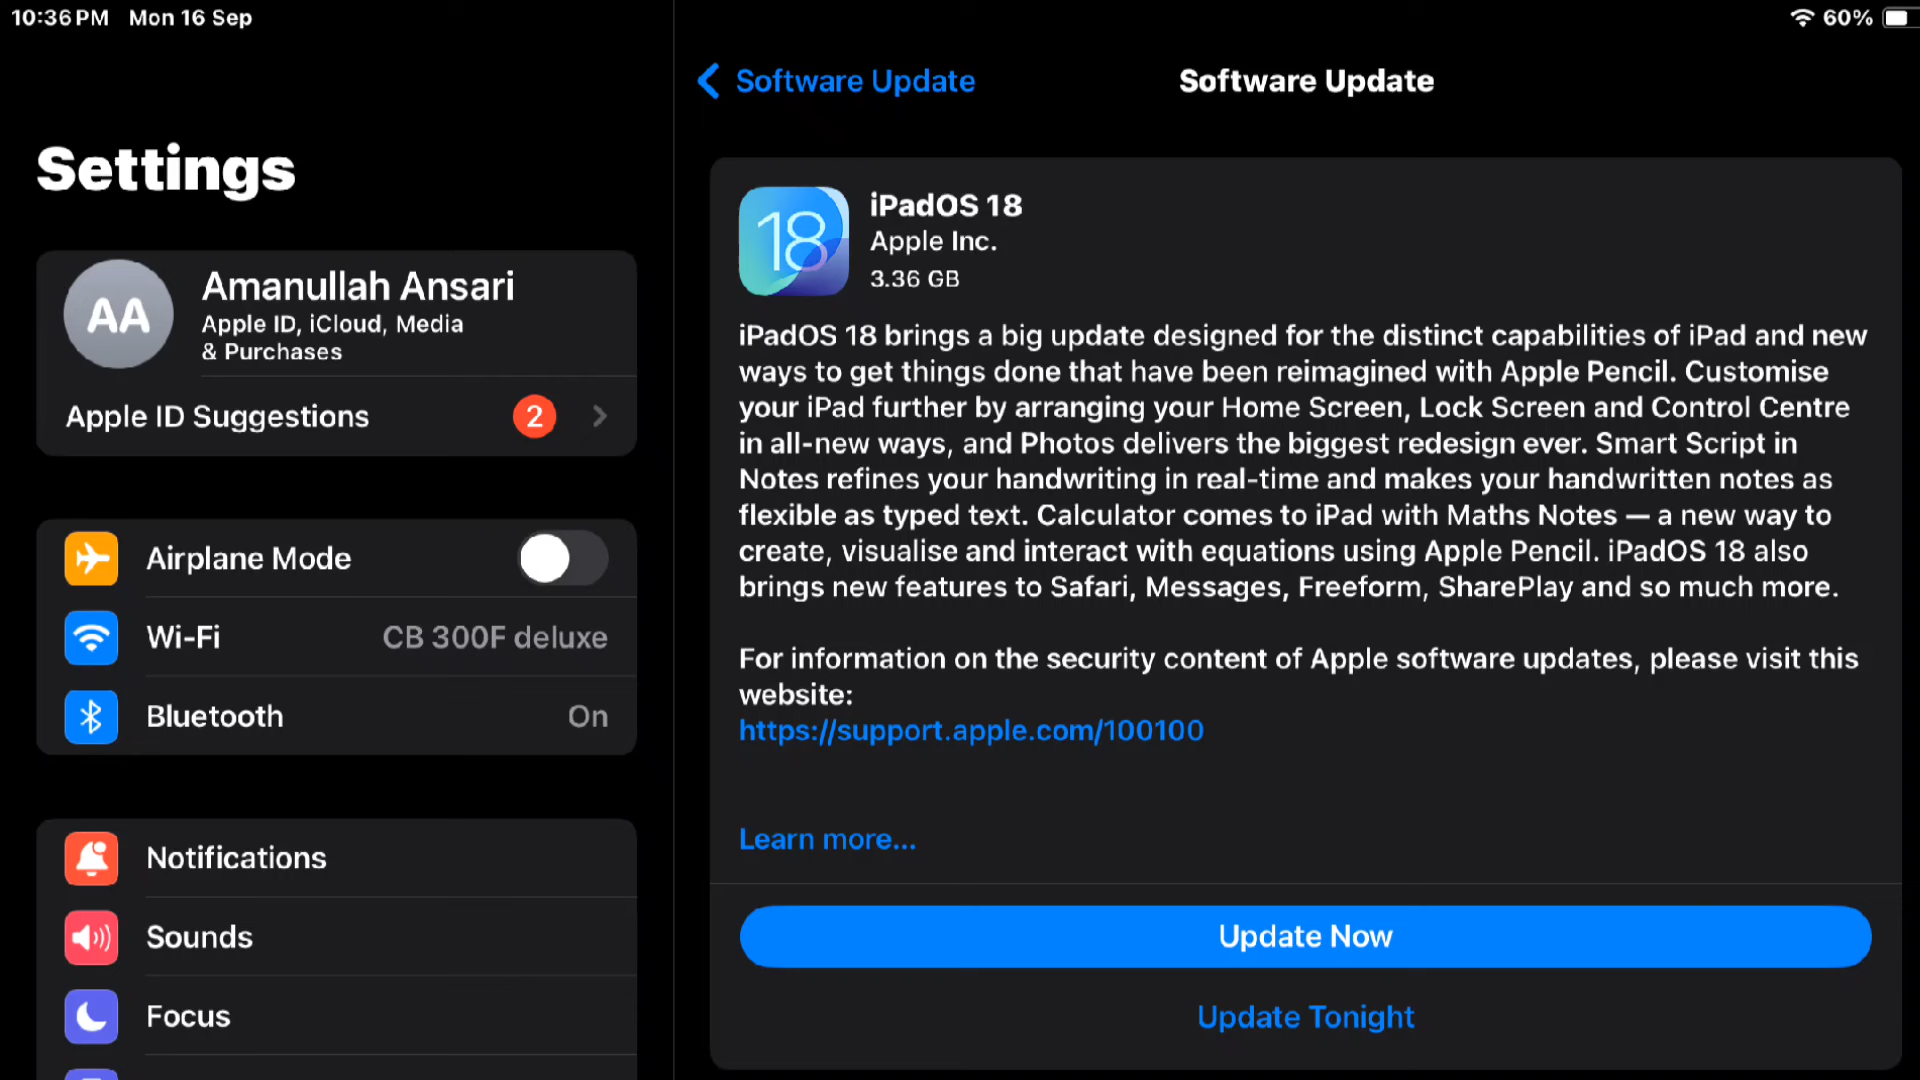 10:36 PM Mon 16 Sep
60%
Settings
AA
Amanullah Ansari
Apple ID, iCloud, Media
& Purchases
Apple ID Suggestions
2
Airplane Mode
Wi-Fi
CB 300F deluxe
Bluetooth
On
Notifications
Sounds
Focus
Software Update
Software Update
18
iPadOS 18
Apple Inc.
3.36 GB
iPadOS 18 brings a big update designed for the distinct capabilities of iPad and new
ways to get things done that have been reimagined with Apple Pencil. Customise
your iPad further by arranging your Home Screen, Lock Screen and Control Centre
in all-new ways, and Photos delivers the biggest redesign ever. Smart Script in
Notes refines your handwriting in real-time and makes your handwritten notes as
flexible as typed text. Calculator comes to iPad with Maths Notes — a new way to
create, visualise and interact with equations using Apple Pencil. iPadOS 18 also
brings new features to Safari, Messages, Freeform, SharePlay and so much more.
For information on the security content of Apple software updates, please visit this
website:
https://support.apple.com/100100
Learn more...
Update Now
Update Tonight